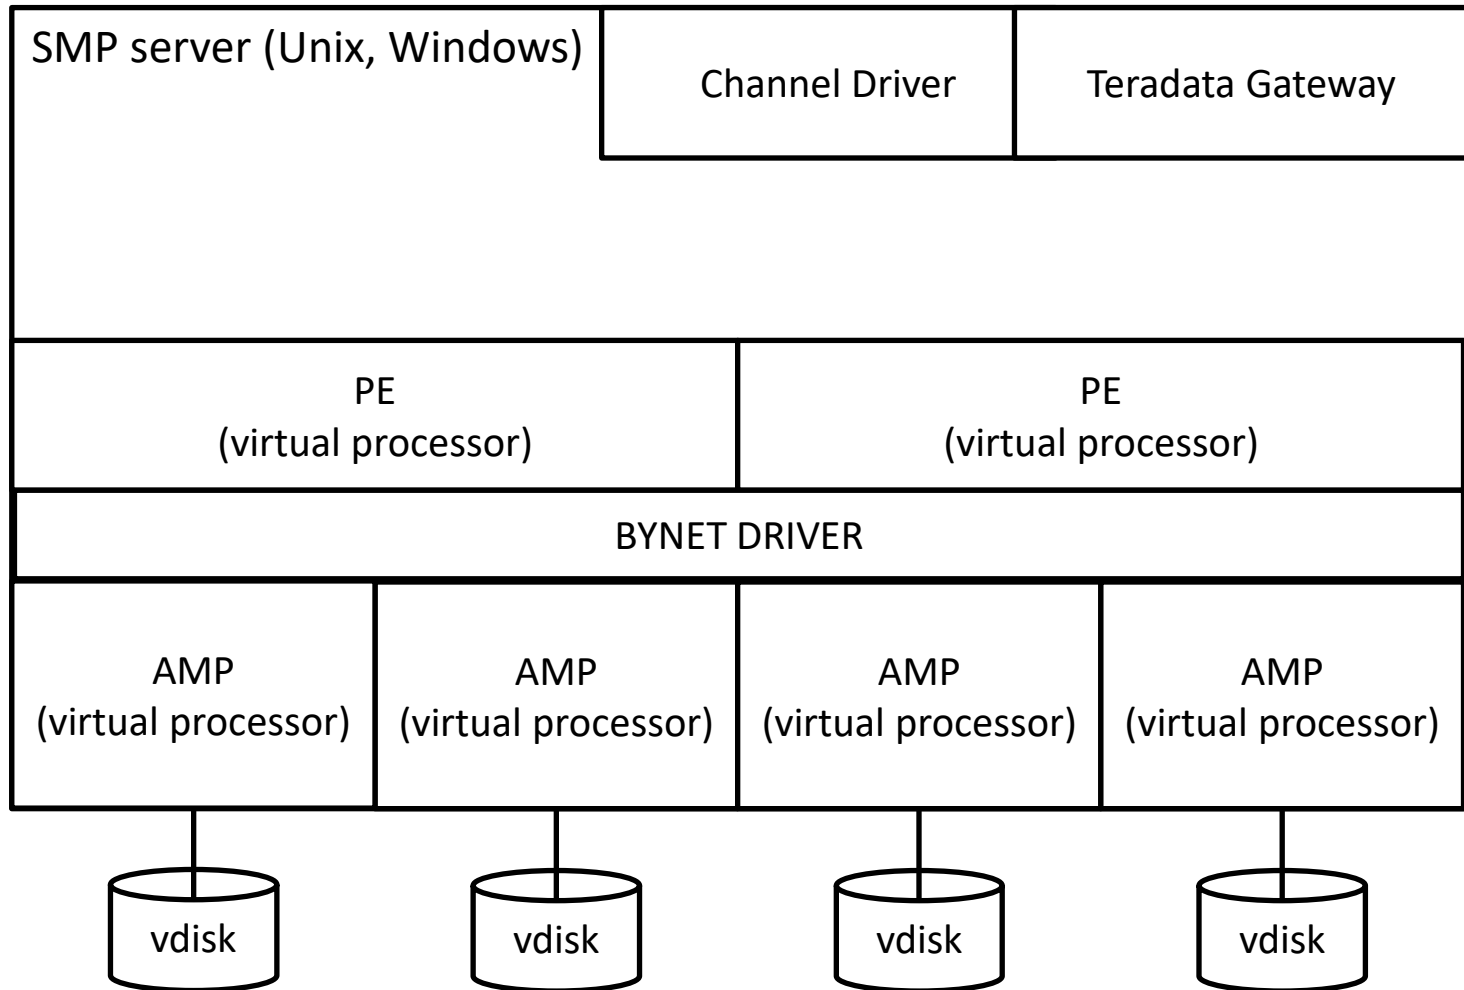 SMP server (Unix, Windows)
Channel Driver
Teradata Gateway
PE
(virtual processor)
PE
(virtual processor)
BYNET DRIVER
AMP
(virtual processor)
AMP
(virtual processor)
AMP
(virtual processor)
AMP
(virtual processor)
vdisk
vdisk
vdisk
vdisk